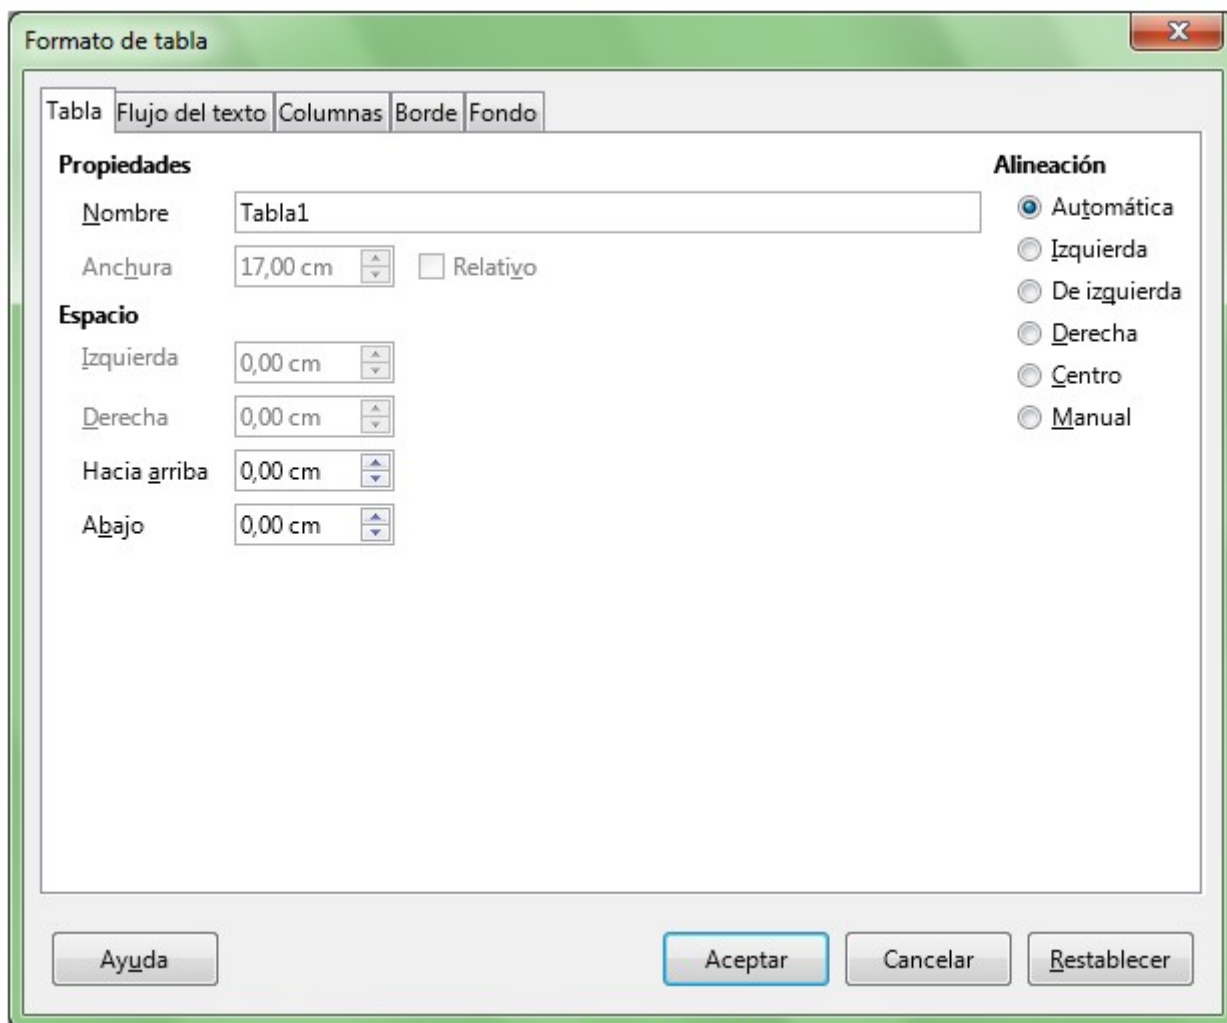 Formato de tabla
Tabla Flujo del texto Columnas Borde Fondo
Propiedades
Nombre Tabla1
Anchura 17,00 cm Relativo
Espacio
Izquierda 0,00 cm
Derecha 0,00 cm
Hacia arriba 0,00 cm
Abajo 0,00 cm
Alineación
Automática
Izquierda
De izquierda
Derecha
Centro
Manual
Ayuda Aceptar Cancelar Restablecer